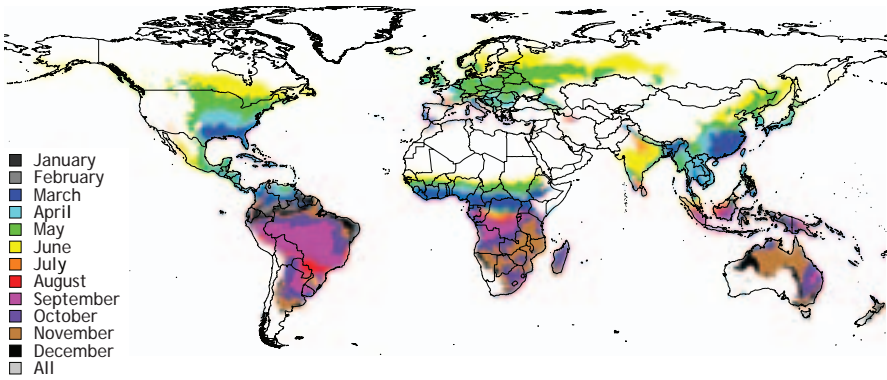 January
February
March
April
May
June
July
August
September
October
November
December
All